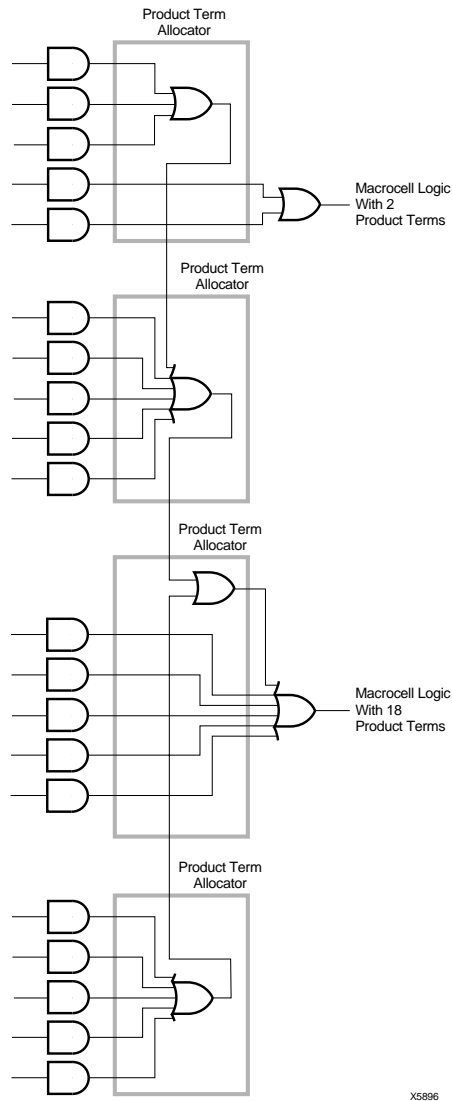 Product Term
Allocator
Macrocell Logic
With 2
Product Terms
Product Term
Allocator
Product Term
Allocator
Macrocell Logic
With 18
Product Terms
Product Term
Allocator
X5896